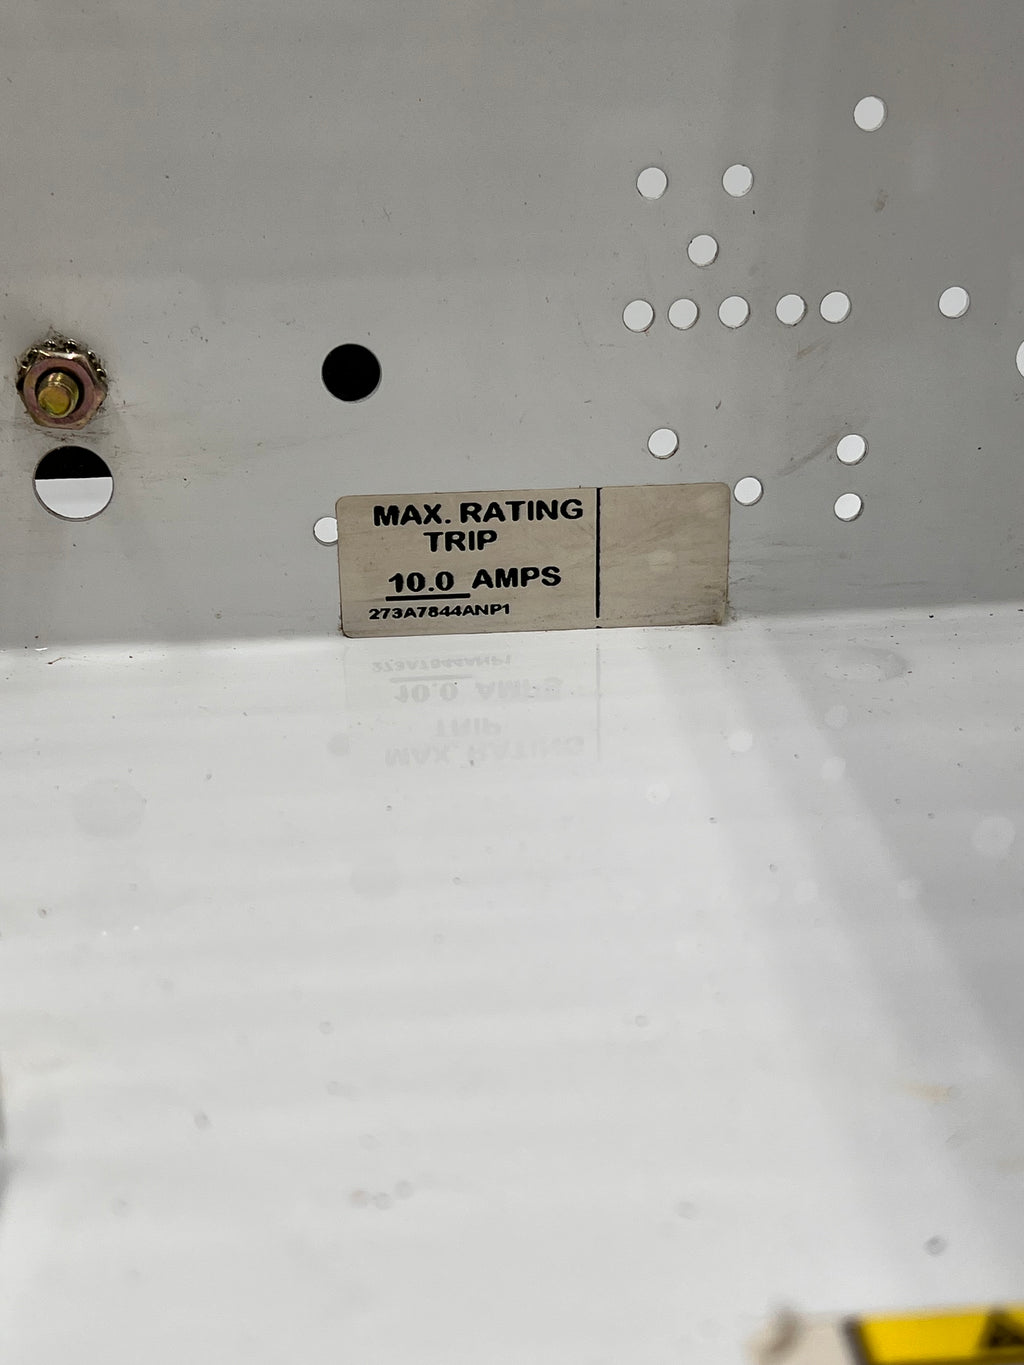 MAX. RATING
TRIP
10.0 AMPS
273A7844ANP1